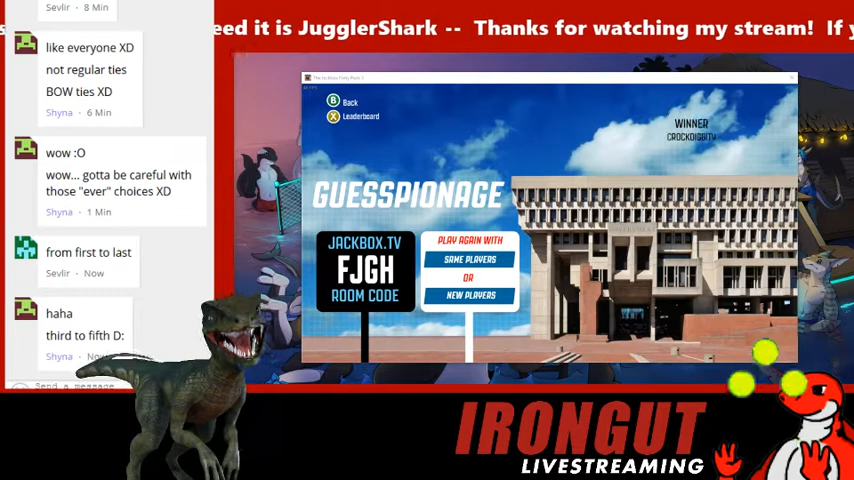 Sevlir · 8 Min
like everyone XD
not regular ties
BOW ties XD
Shyna · 6 Min
wow :O
wow... gotta be careful with
those "ever" choices XD
Shyna · 1 Min
from first to last
Sevlir · Now
haha
third to fifth D:
Shyna · Now
Send a message
eed it is JugglerShark -- Thanks for watching my stream! If y
The Jackbox Party Pack 3
B Back
X Leaderboard
WINNER
CROCKDIGGITY
GUESSPIONAGE
JACKBOX.TV
FJGH
ROOM CODE
PLAY AGAIN WITH
SAME PLAYERS
OR
NEW PLAYERS
IRONGUT
LIVESTREAMING